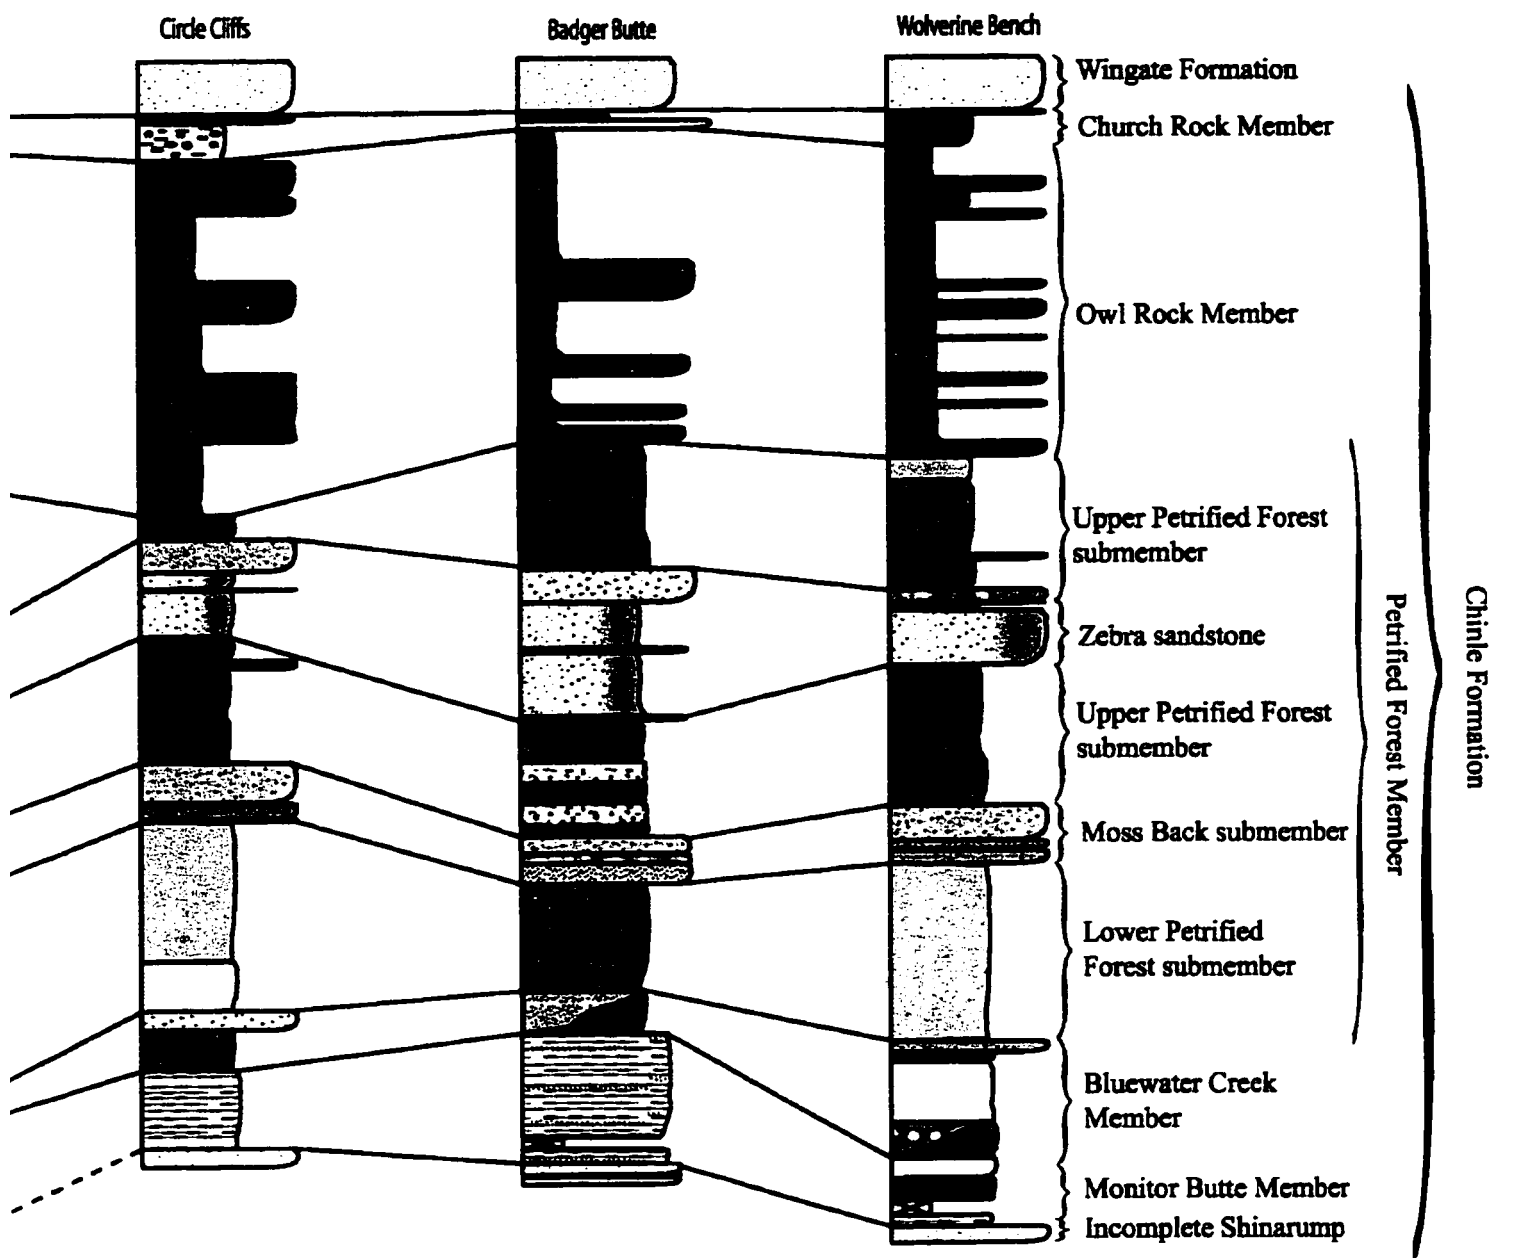 Circle Cliffs
Badger Butte
Wolverine Bench
Wingate Formation
Church Rock Member
Owl Rock Member
Upper Petrified Forest
submember
Zebra sandstone
Upper Petrified Forest
submember
Moss Back submember
Lower Petrified
Forest submember
Bluewater Creek
Member
Monitor Butte Member
Incomplete Shinarump
Petrified Forest Member
Chinle Formation